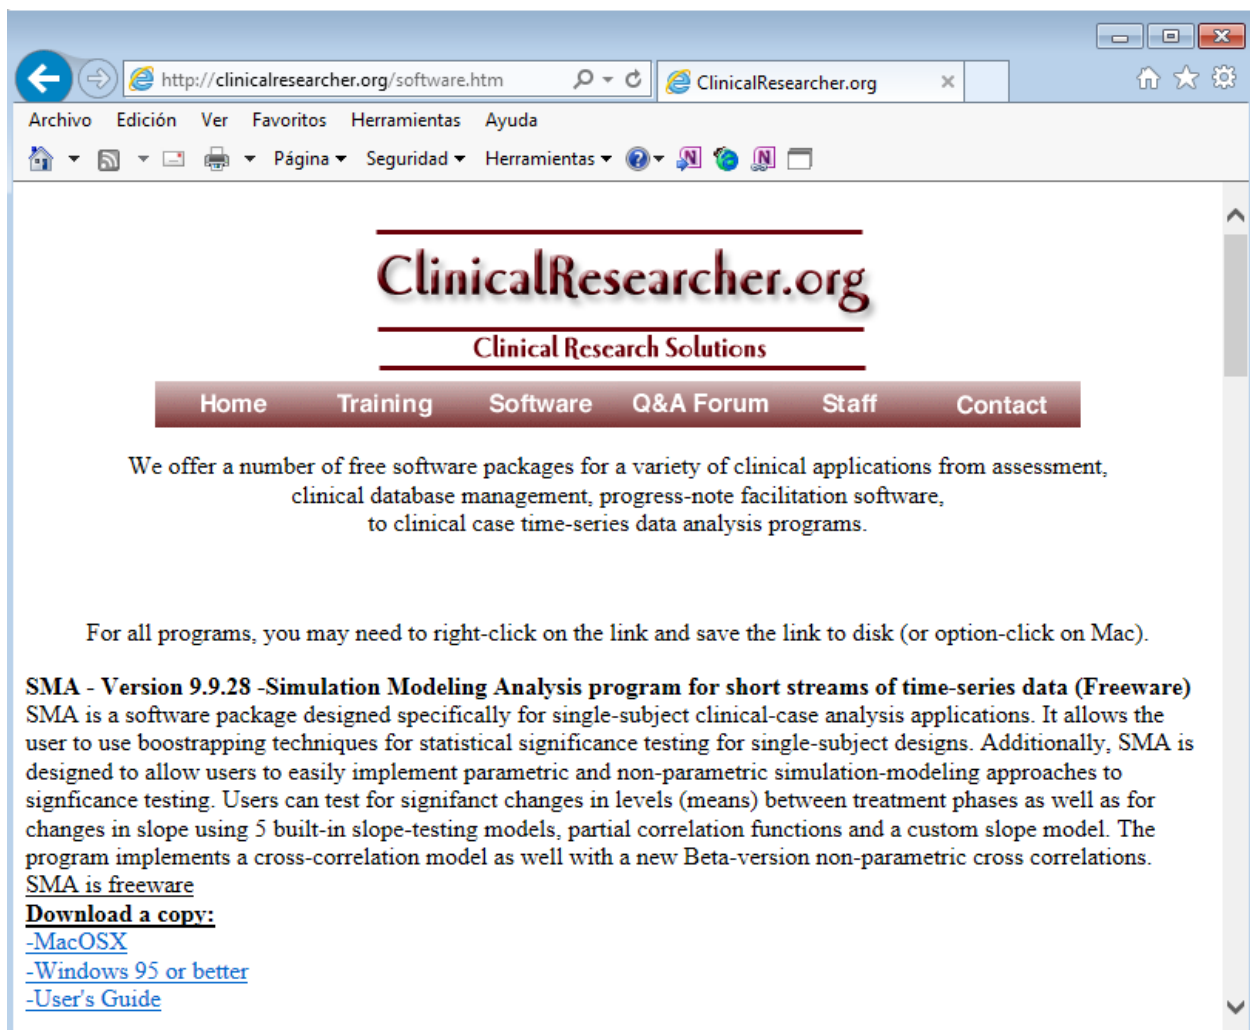 http://clinicalresearcher.org/software.htm
ClinicalResearcher.org
Archivo Edición Ver Favoritos Herramientas Ayuda
Página Seguridad Herramientas
ClinicalResearcher.org
Clinical Research Solutions
Home Training Software Q&A Forum Staff Contact
We offer a number of free software packages for a variety of clinical applications from assessment,
clinical database management, progress-note facilitation software,
to clinical case time-series data analysis programs.
For all programs, you may need to right-click on the link and save the link to disk (or option-click on Mac).
SMA - Version 9.9.28 -Simulation Modeling Analysis program for short streams of time-series data (Freeware)
SMA is a software package designed specifically for single-subject clinical-case analysis applications. It allows the
user to use boostrapping techniques for statistical significance testing for single-subject designs. Additionally, SMA is
designed to allow users to easily implement parametric and non-parametric simulation-modeling approaches to
signficance testing. Users can test for signifanct changes in levels (means) between treatment phases as well as for
changes in slope using 5 built-in slope-testing models, partial correlation functions and a custom slope model. The
program implements a cross-correlation model as well with a new Beta-version non-parametric cross correlations.
SMA is freeware
Download a copy:
-MacOSX
-Windows 95 or better
-User's Guide